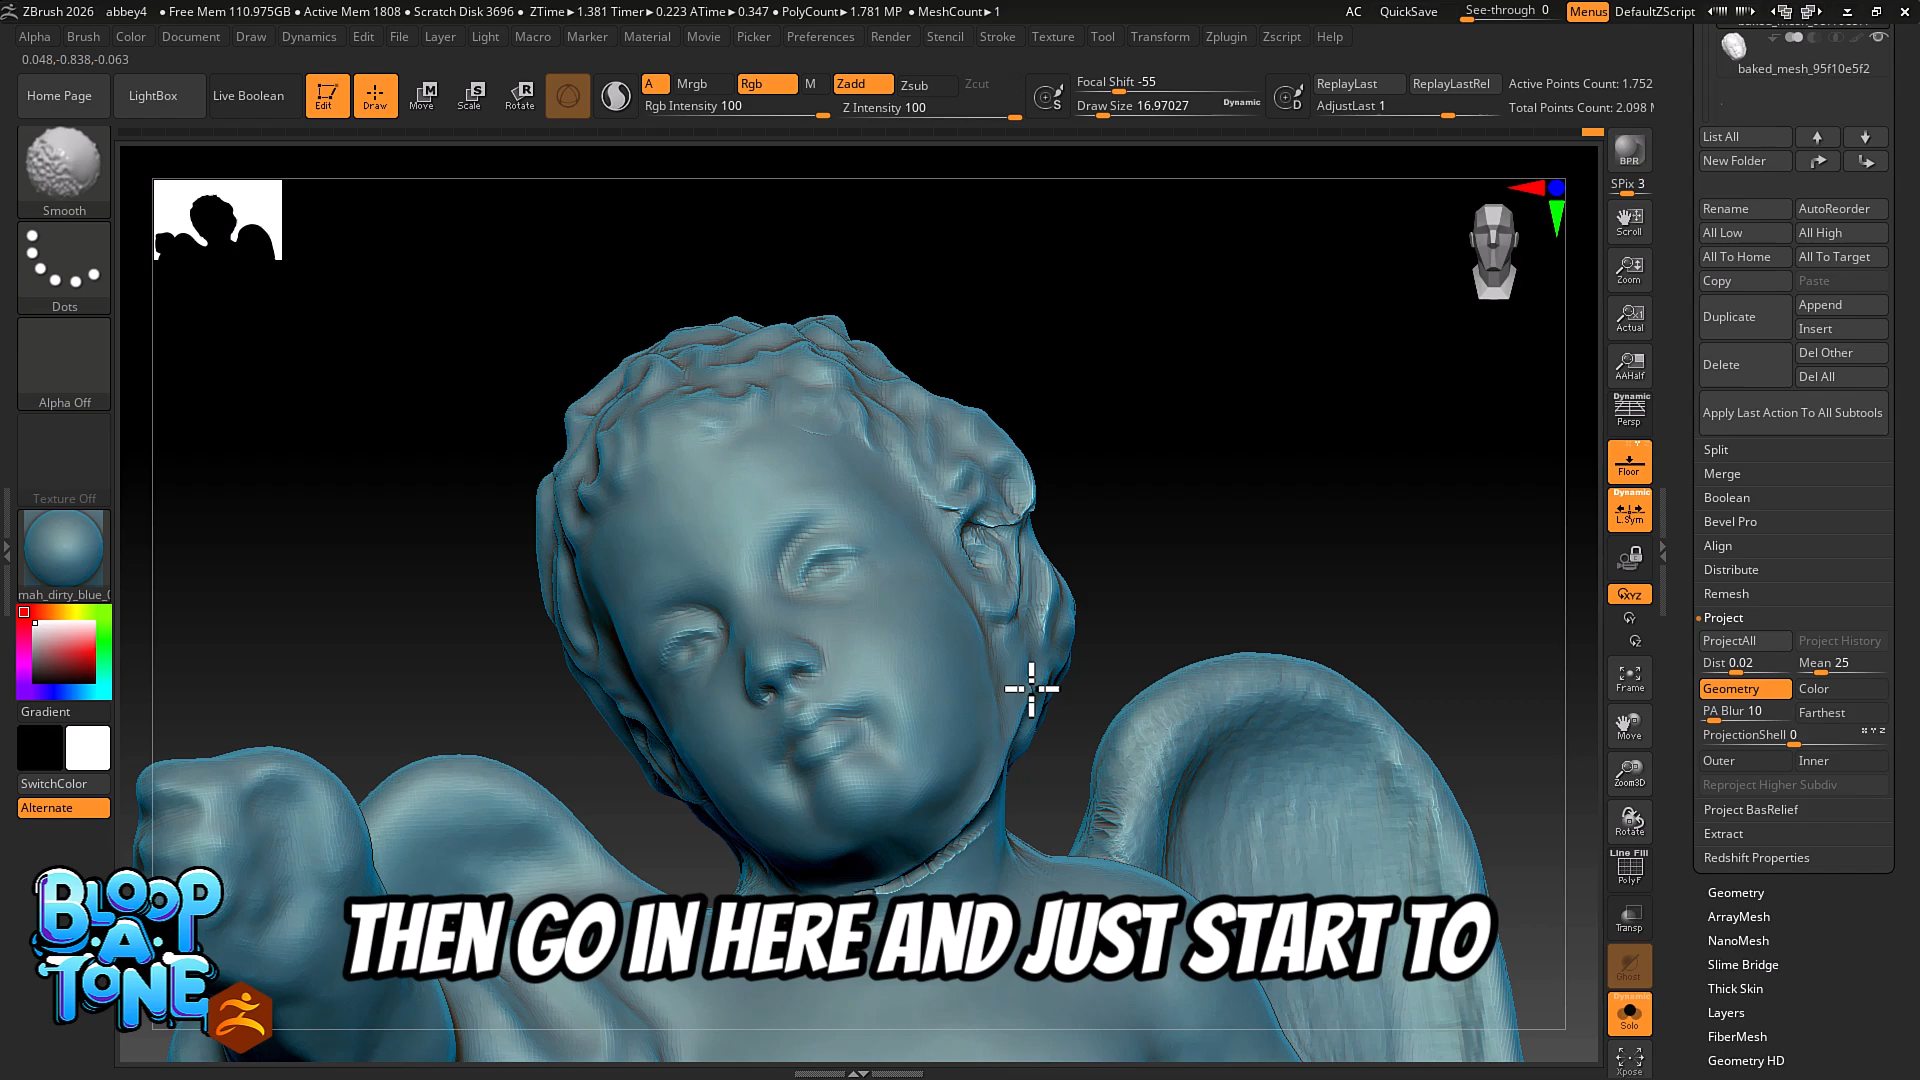 ZBrush 2026 abbey4 • Free Mem 110.975GB • Active Mem 1808 • Scratch Disk 3696 • ZTime►1.381 Timer►0.223 ATime►0.347 • PolyCount►1.781 MP • MeshCount►1 AC QuickSave See-through 0 Menus DefaultZScript
Alpha Brush Color Document Draw Dynamics Edit File Layer Light Macro Marker Material Movie Picker Preferences Render Stencil Stroke Texture Tool Transform Zplugin Zscript Help
0.048,-0.838,-0.063
Home Page LightBox Live Boolean Edit Draw Move Scale Rotate
A Mrgb Rgb M Zadd Zsub Zcut
Rgb Intensity 100 Z Intensity 100
Focal Shift -55
Draw Size 16.97027 Dynamic
ReplayLast ReplayLastRel Active Points Count: 1.752
AdjustLast 1 Total Points Count: 2.098
Smooth
Dots
Alpha Off
Texture Off
mah_dirty_blue_
Gradient
SwitchColor
Alternate
BPR
SPix 3
Scroll
Zoom
Actual
AAHalf
Dynamic
Persp
Floor
Dynamic
L.Sym
XYZ
Frame
Move
Zoom3D
Rotate
Line Fill
PolyF
Transp
Ghost
Dynamic
Solo
Xpose
baked_mesh_95f10e5f2
List All
New Folder
Rename AutoReorder
All Low All High
All To Home All To Target
Copy Paste
Duplicate Append
Insert
Delete Del Other
Del All
Apply Last Action To All Subtools
Split
Merge
Boolean
Bevel Pro
Align
Distribute
Remesh
Project
ProjectAll Project History
Dist 0.02 Mean 25
Geometry Color
PA Blur 10 Farthest
ProjectionShell 0
Outer Inner
Reproject Higher Subdiv
Project BasRelief
Extract
Redshift Properties
Geometry
ArrayMesh
NanoMesh
Slime Bridge
Thick Skin
Layers
FiberMesh
Geometry HD
BLOOP
·A·
TONE
THEN GO IN HERE AND JUST START TO